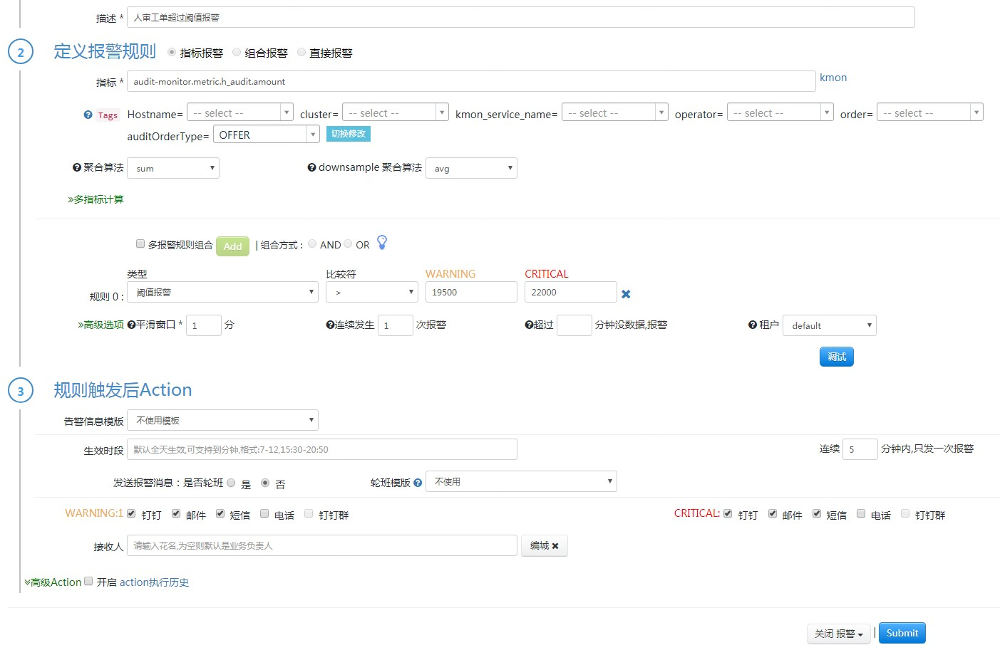 描述 * 人审工单超过阈值报警
2 定义报警规则 指标报警 组合报警 直接报警
指标 * audit-monitor.metric.h_audit.amount kmon
Tags Hostname= -- select -- cluster= -- select -- kmon_service_name= -- select -- operator= -- select -- order= -- select --
auditOrderType= OFFER 切换修改
聚合算法 sum downsample 聚合算法 avg
»多指标计算
多报警规则组合 Add | 组合方式 : AND OR
类型 比较符 WARNING CRITICAL
规则 0 : 阈值报警 > 19500 22000
»高级选项 平滑窗口 * 1 分 连续发生 1 次报警 超过 分钟没数据,报警 租户 default
调试
3 规则触发后Action
告警信息模版 不使用模板
生效时段 默认全天生效,可支持到分钟,格式:7-12,15:30-20:50 连续 5 分钟内,只发一次报警
发送报警消息 : 是否轮班 是 否 轮班模版 不使用
WARNING:1 钉钉 邮件 短信 电话 钉钉群 CRITICAL: 钉钉 邮件 短信 电话 钉钉群
接收人 请输入花名,为空则默认是业务负责人 编城 ×
高级Action 开启 action执行历史
关闭 报警 | Submit